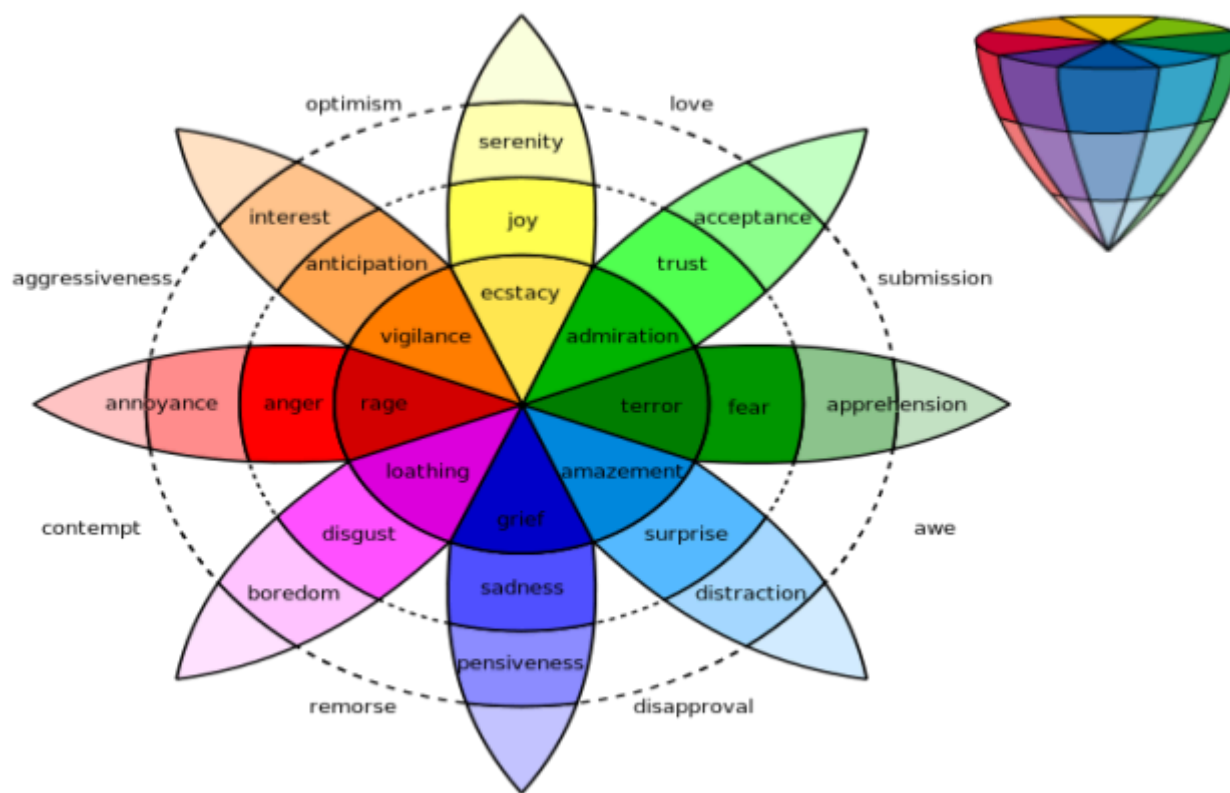 optimism
love
serenity
interest
joy
acceptance
anticipation
trust
aggressiveness
ecstacy
submission
vigilance
admiration
annoyance
anger
rage
terror
fear
apprehension
loathing
amazement
contempt
disgust
grief
surprise
awe
boredom
sadness
distraction
pensiveness
remorse
disapproval